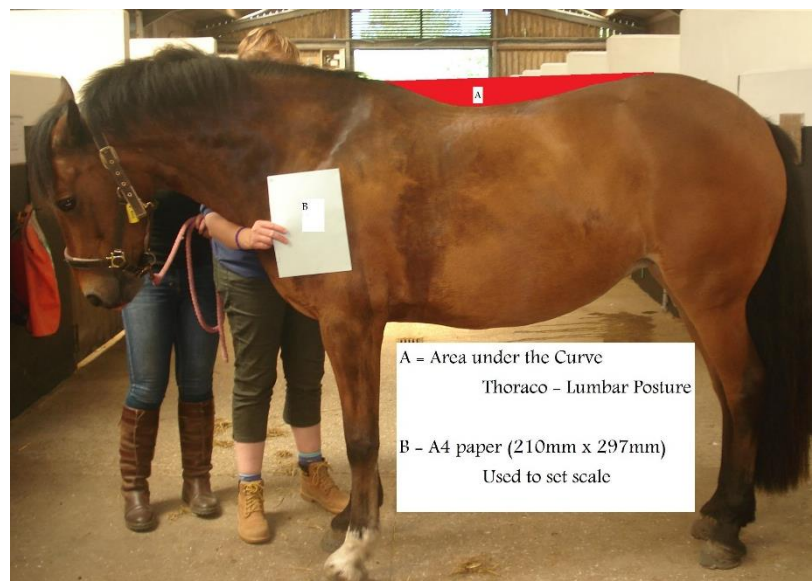 A
B
A = Area under the Curve
Thoraco - Lumbar Posture
B - A4 paper (210mm x 297mm)
Used to set scale